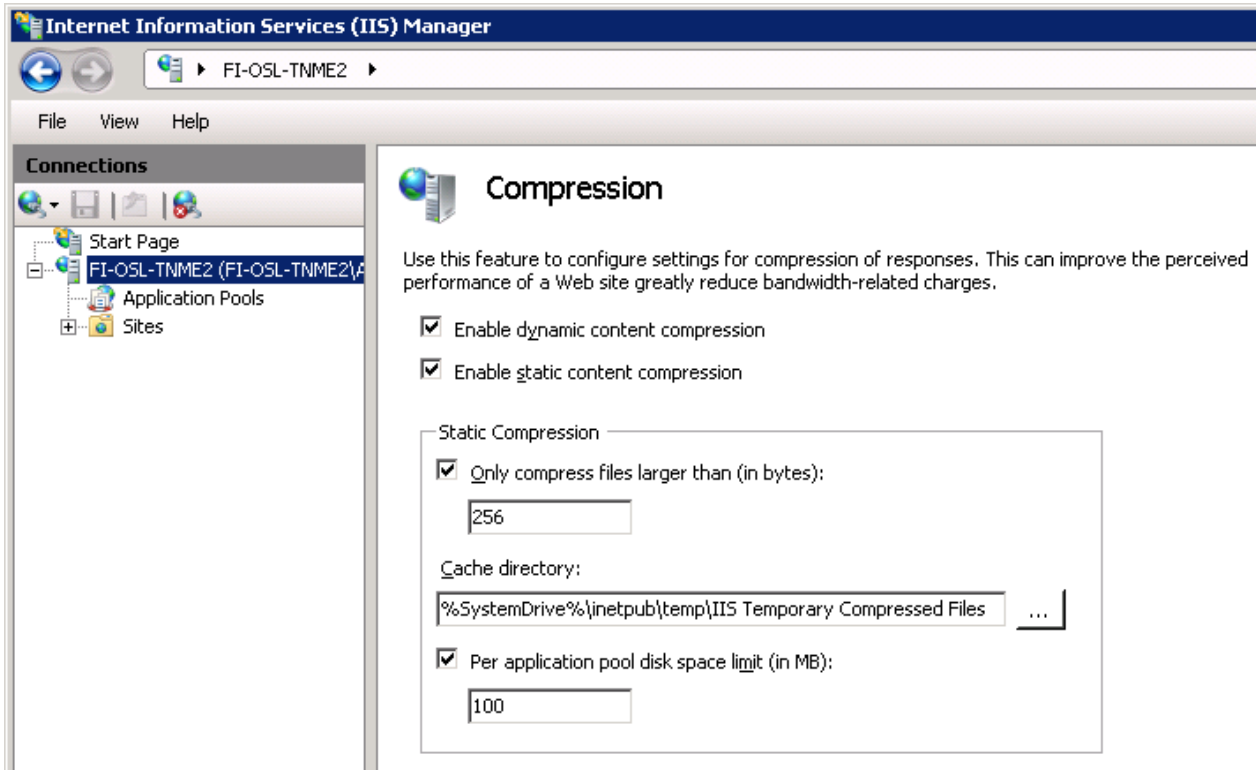 Internet Information Services (IIS) Manager
FI-OSL-TNME2
File View Help
Connections
Start Page
FI-OSL-TNME2 (FI-OSL-TNME2\A
Application Pools
Sites
Compression
Use this feature to configure settings for compression of responses. This can improve the perceived
performance of a Web site greatly reduce bandwidth-related charges.
Enable dynamic content compression
Enable static content compression
Static Compression
Only compress files larger than (in bytes):
256
Cache directory:
%SystemDrive%\inetpub\temp\IIS Temporary Compressed Files
...
Per application pool disk space limit (in MB):
100